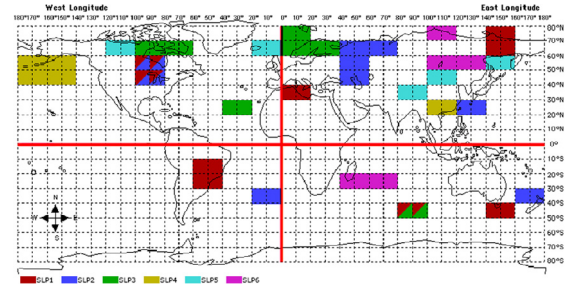 West Longitude East Longitude
180°170°160°150°140°130°120°110°100° 90° 80° 70° 60° 50° 40° 30° 20° 10° 0° 10° 20° 30° 40° 50° 60° 70° 80° 90° 100°110°120°130°140°150°160°170°180°
80°N
70°N
60°N
50°N
40°N
30°N
20°N
10°N
0°
10°S
20°S
30°S
N
40°S
W E
50°S
S
60°S
70°S
80°S
SLP1 SLP2 SLP3 SLP4 SLP5 SLP6